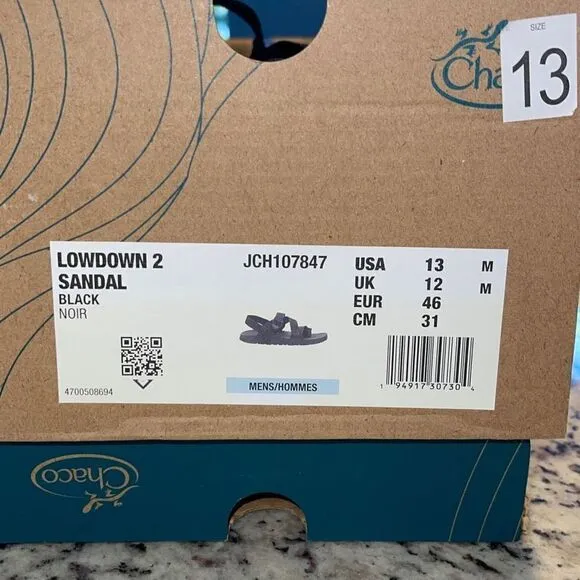 SIZE
13
Chac
LOWDOWN 2
SANDAL
BLACK
NOIR
4700508694
JCH107847
MENS/HOMMES
USA 13 M
UK 12 M
EUR 46
CM 31
1 94917 30730 4
Chaco